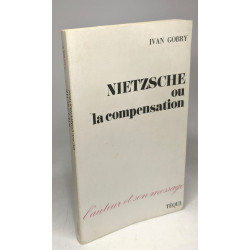 IVAN GOBRY
NIETZSCHE
ou
la compensation
l'auteur et son message
TÉQUI